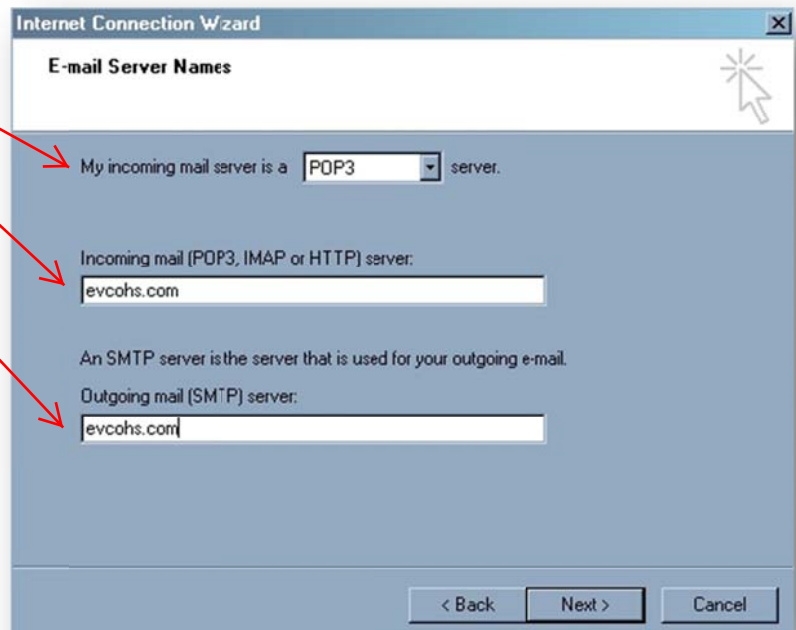 Internet Connection Wizard
E-mail Server Names
My incoming mail server is a POP3 server.
Incoming mail (POP3, IMAP or HTTP) server:
evcohs.com
An SMTP server is the server that is used for your outgoing e-mail.
Outgoing mail (SMTP) server:
evcohs.com
< Back Next > Cancel